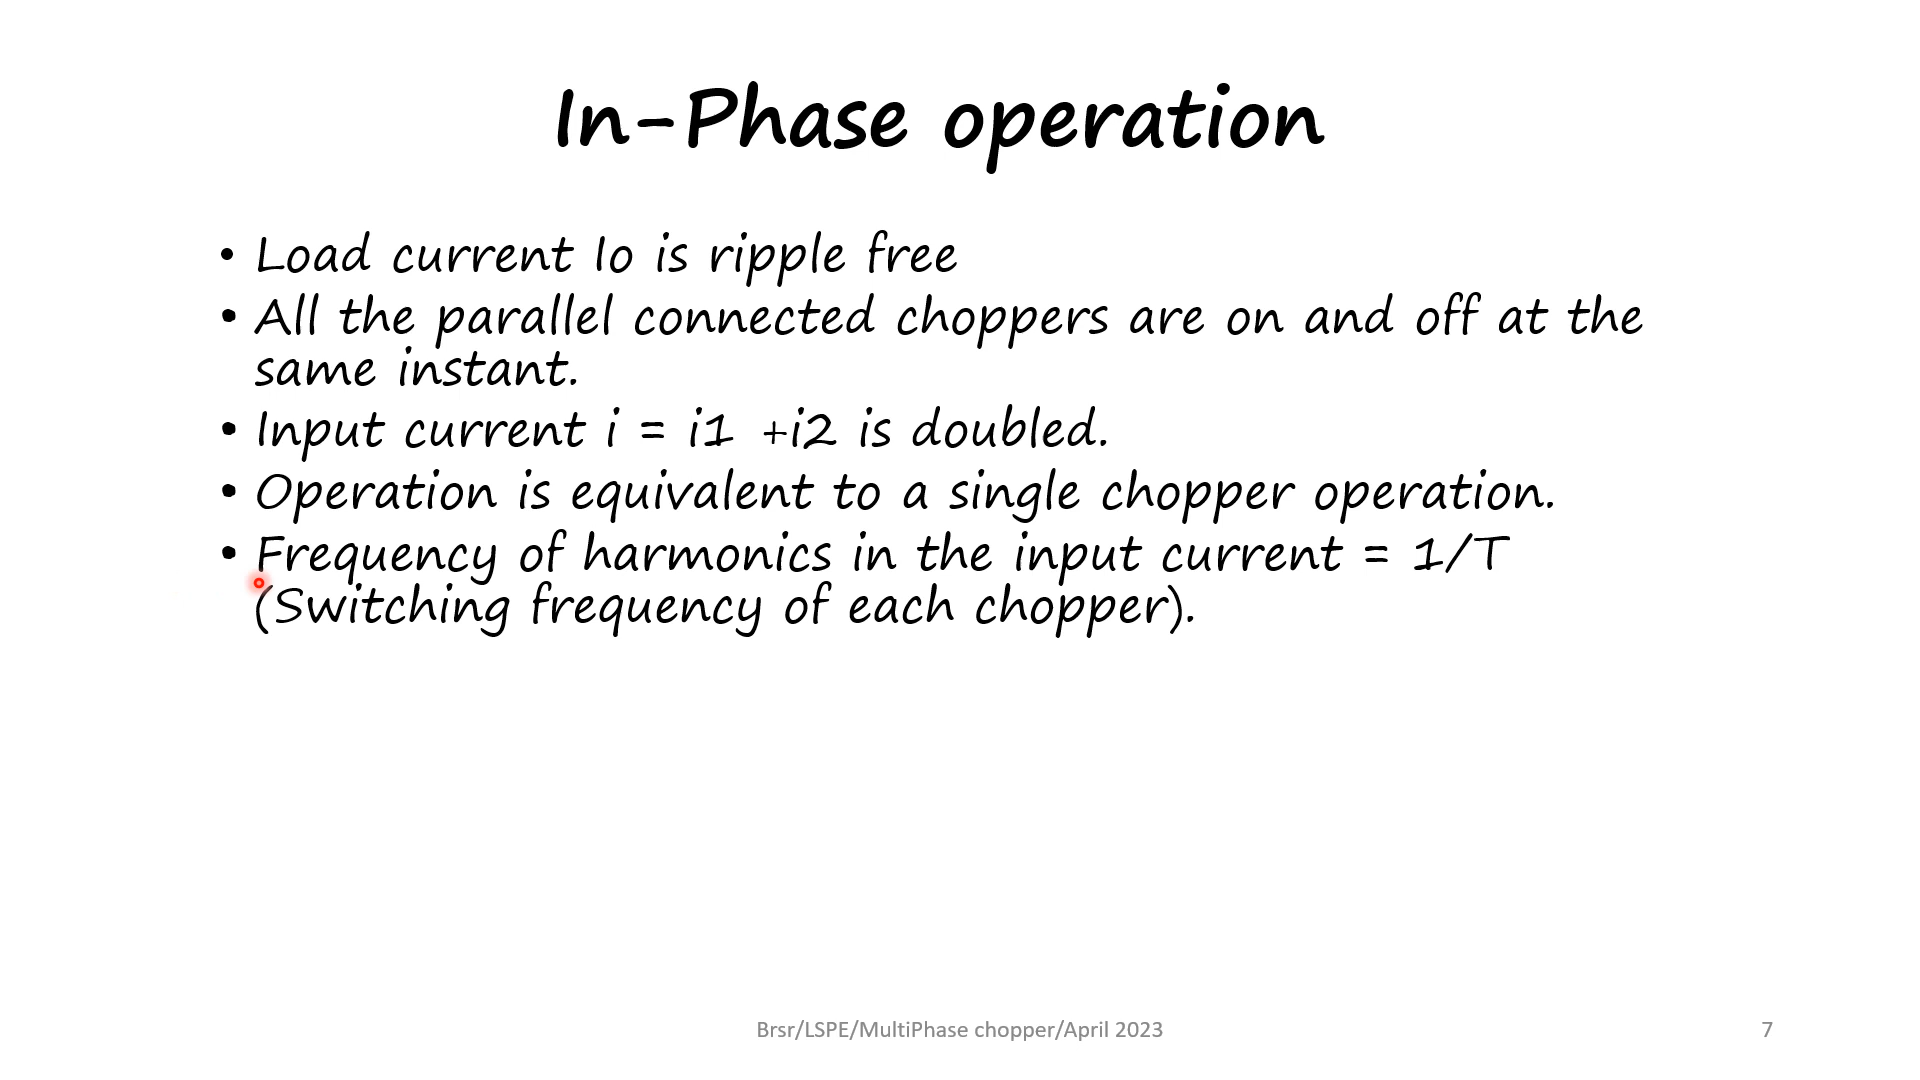 In-Phase operation
• Load current Io is ripple free
• All the parallel connected choppers are on and off at the
same instant.
• Input current i = i1 +i2 is doubled.
• Operation is equivalent to a single chopper operation.
• Frequency of harmonics in the input current = 1/T
(Switching frequency of each chopper).
Brsr/LSPE/MultiPhase chopper/April 2023
7